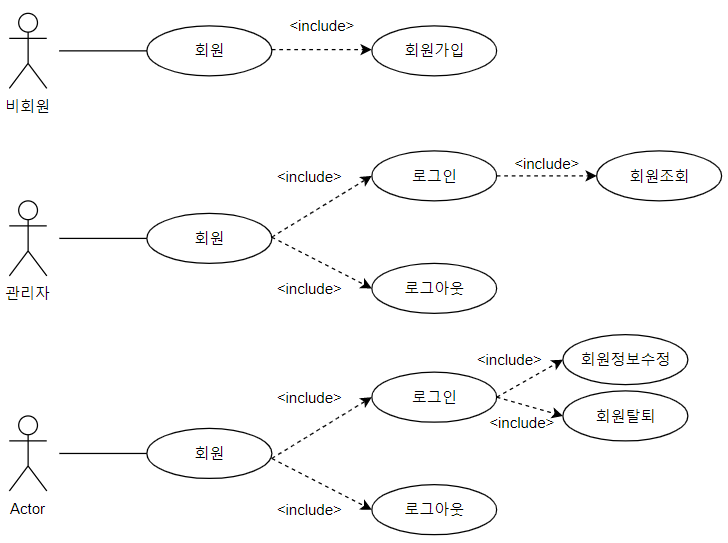 <include>
회원
회원가입
비회원
<include>
로그인
<include>
회원조회
회원
관리자
<include>
로그아웃
<include>
회원정보수정
<include>
로그인
<include>
회원탈퇴
회원
Actor
<include>
로그아웃